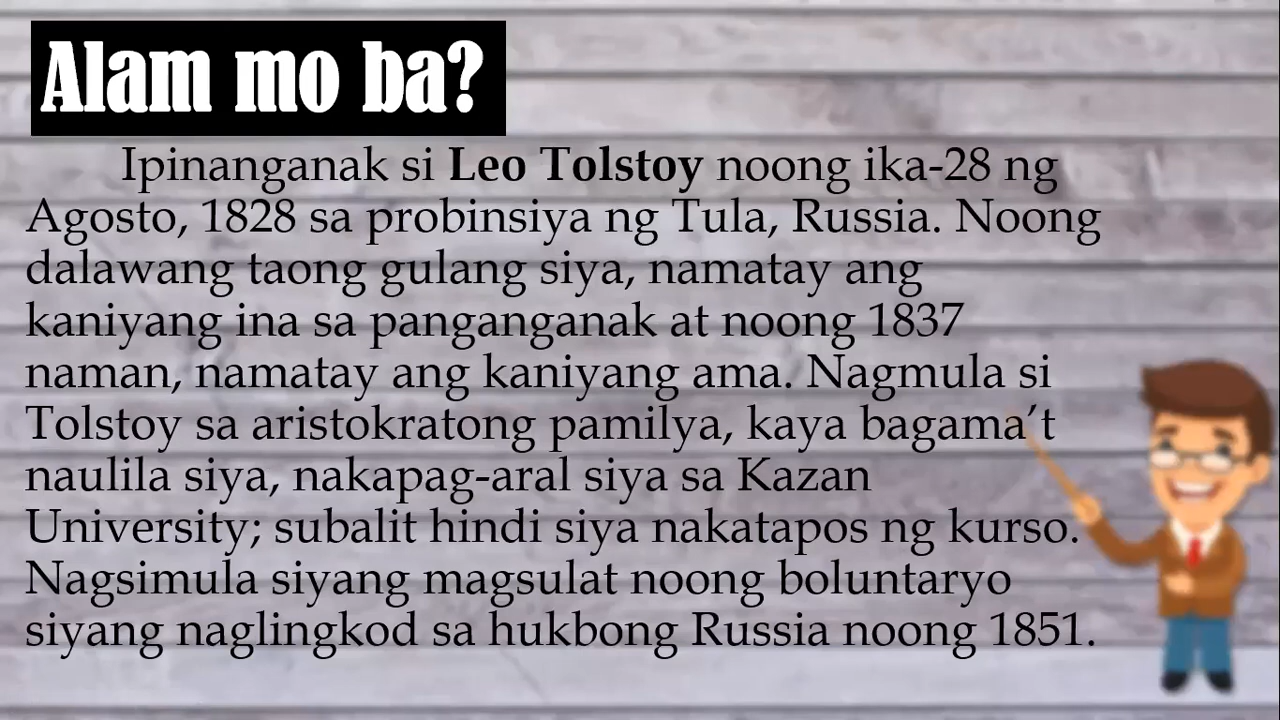 Alam mo ba?
Ipinanganak si Leo Tolstoy noong ika-28 ng
Agosto, 1828 sa probinsiya ng Tula, Russia. Noong
dalawang taong gulang siya, namatay ang
kaniyang ina sa panganganak at noong 1837
naman, namatay ang kaniyang ama. Nagmula si
Tolstoy sa aristokratong pamilya, kaya bagama’t
naulila siya, nakapag-aral siya sa Kazan
University; subalit hindi siya nakatapos ng kurso.
Nagsimula siyang magsulat noong boluntaryo
siyang naglingkod sa hukbong Russia noong 1851.